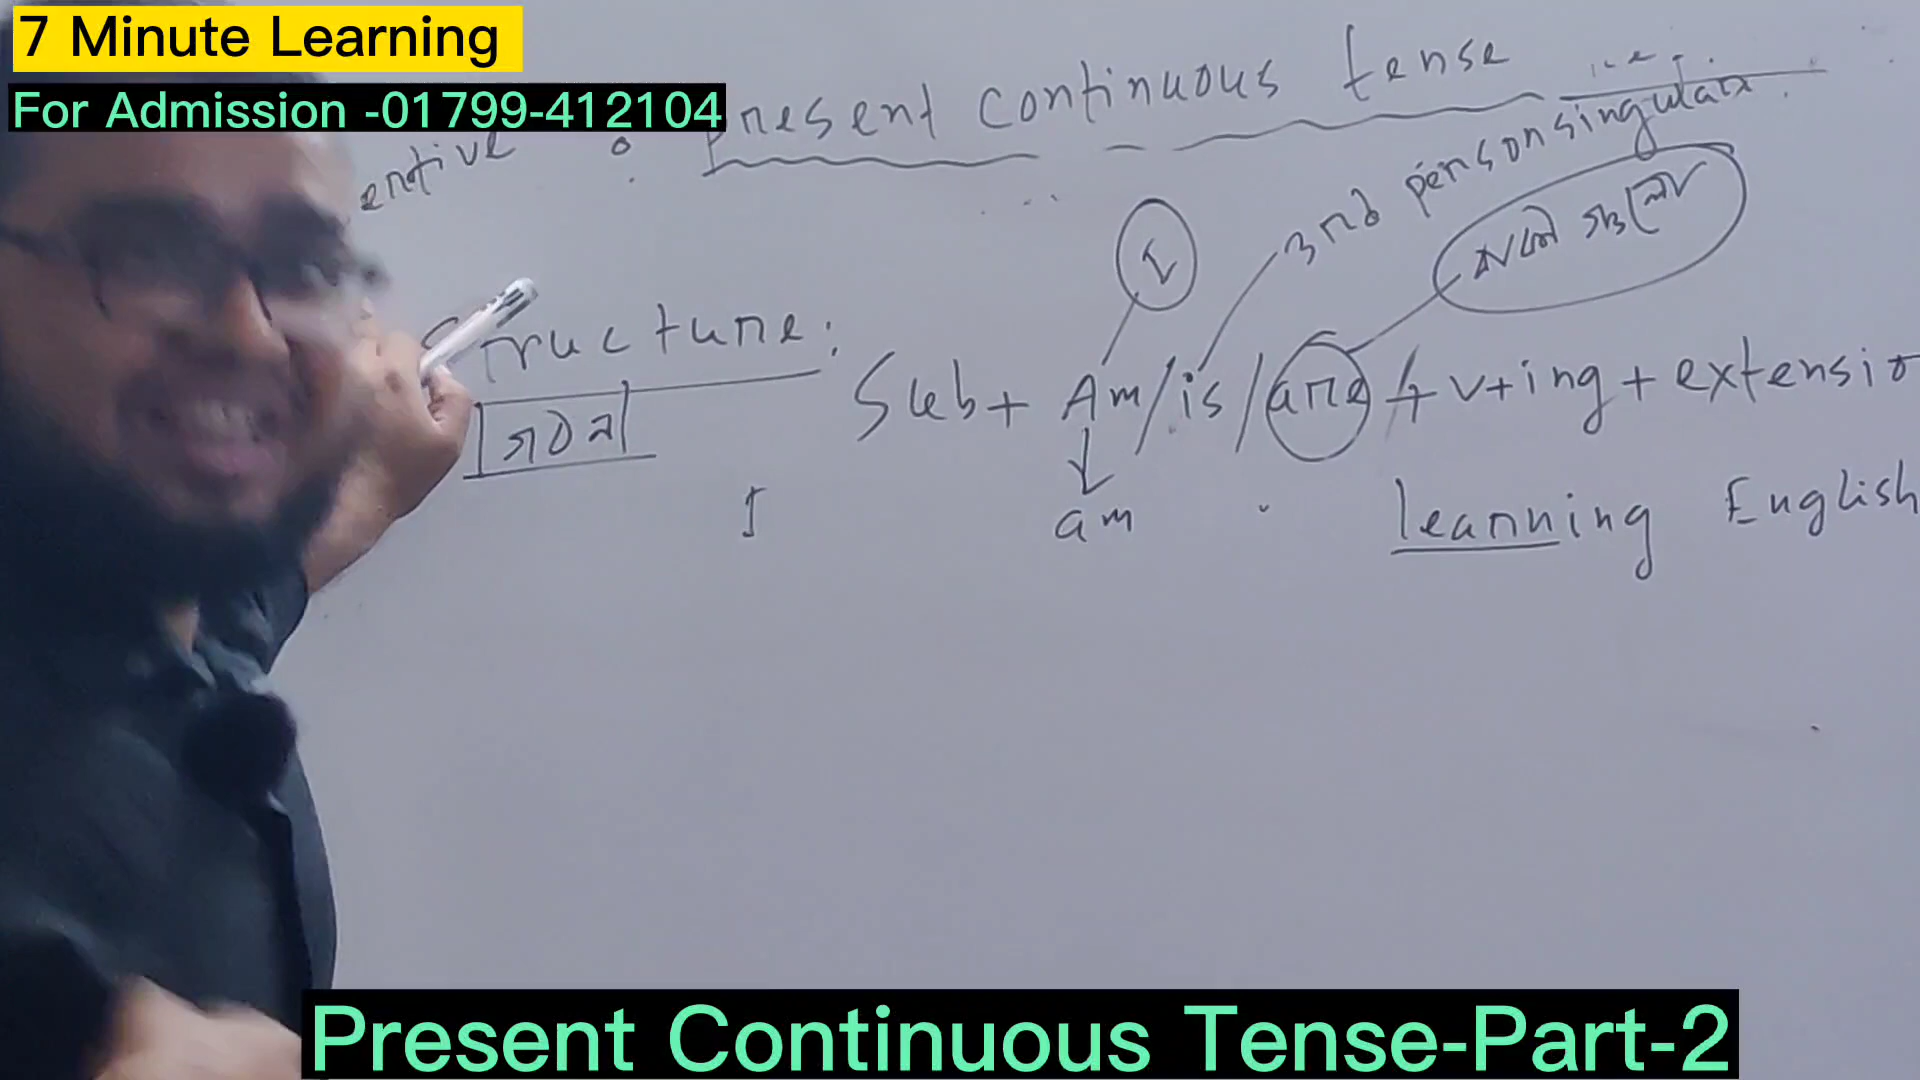 7 Minute Learning
For Admission -01799-412104
Present continuous tense
3rd person singular
I
Structure:
গঠন
Sub + Am/is/are + v+ing + extensio
I am learning English
Present Continuous Tense-Part-2